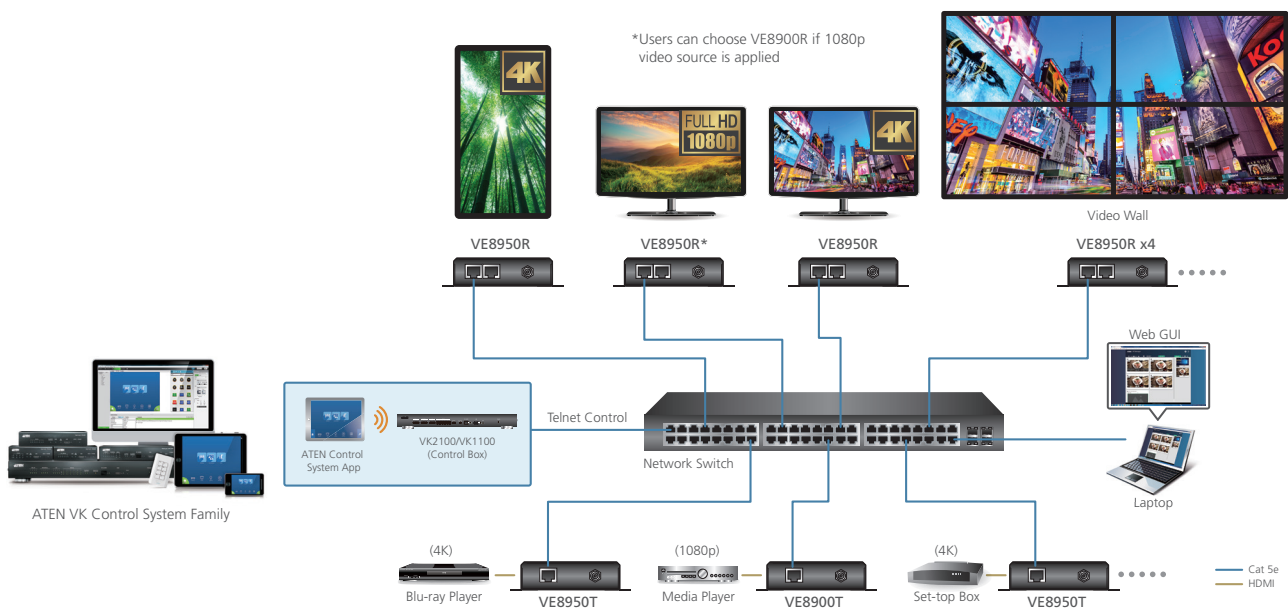 *Users can choose VE8900R if 1080p
video source is applied
4K
FULL HD
1080p
4K
Video Wall
VE8950R
VE8950R*
VE8950R
VE8950R x4
Web GUI
Telnet Control
ATEN Control
System App
VK2100/VK1100
(Control Box)
Network Switch
Laptop
ATEN VK Control System Family
(4K)
(1080p)
(4K)
Blu-ray Player
VE8950T
Media Player
VE8900T
Set-top Box
VE8950T
Cat 5e
HDMI